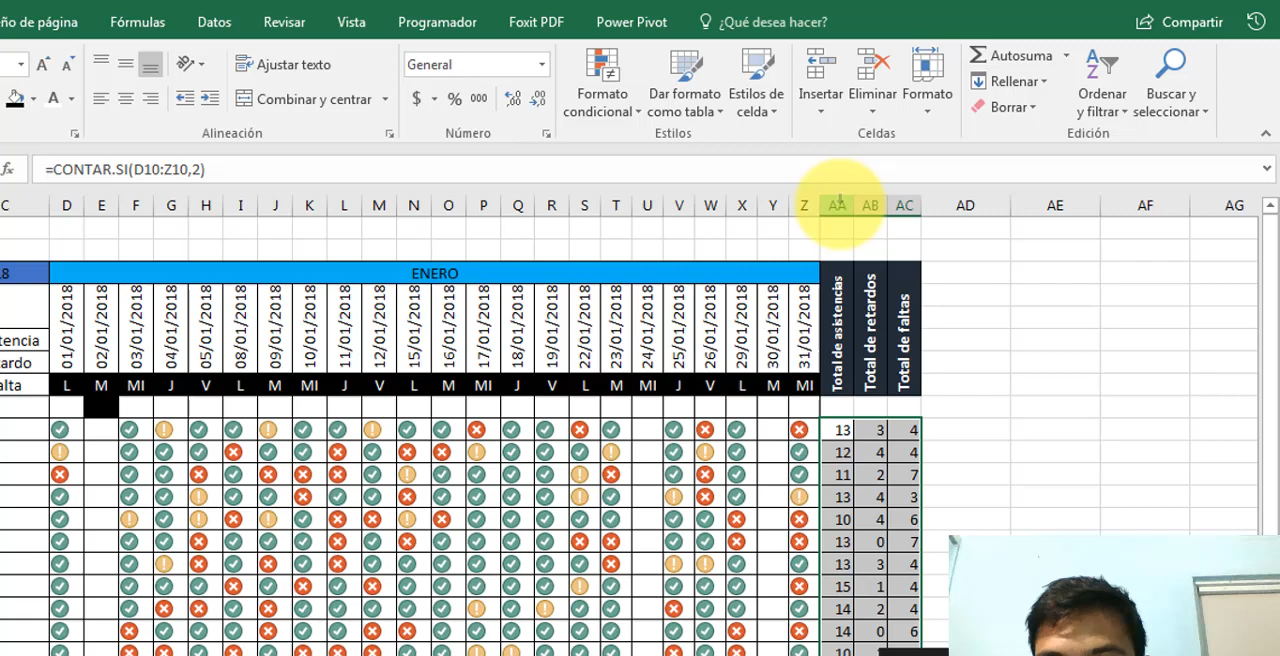 ño de página Fórmulas Datos Revisar Vista Programador Foxit PDF Power Pivot ¿Qué desea hacer? Compartir
A A Ajustar texto General Autosuma
A Combinar y centrar $ % 000 Formato condicional Dar formato como tabla Estilos de celda Insertar Eliminar Formato Rellenar Borrar Ordenar y filtrar Buscar y seleccionar
Alineación Número Estilos Celdas Edición
fx =CONTAR.SI(D10:Z10,2)
C D E F G H I J K L M N O P Q R S T U V W X Y Z AA AB AC AD AE AF AG
8 ENERO
01/01/2018 02/01/2018 03/01/2018 04/01/2018 05/01/2018 08/01/2018 09/01/2018 10/01/2018 11/01/2018 12/01/2018 15/01/2018 16/01/2018 17/01/2018 18/01/2018 19/01/2018 22/01/2018 23/01/2018 24/01/2018 25/01/2018 26/01/2018 29/01/2018 30/01/2018 31/01/2018 Total de asistencias Total de retardos Total de faltas
tencia
tardo
alta L M MI J V L M MI J V L M MI J V L M MI J V L M MI
13 3 4
12 4 4
11 2 7
13 4 3
10 4 6
13 0 7
13 3 4
15 1 4
14 2 4
14 0 6
10